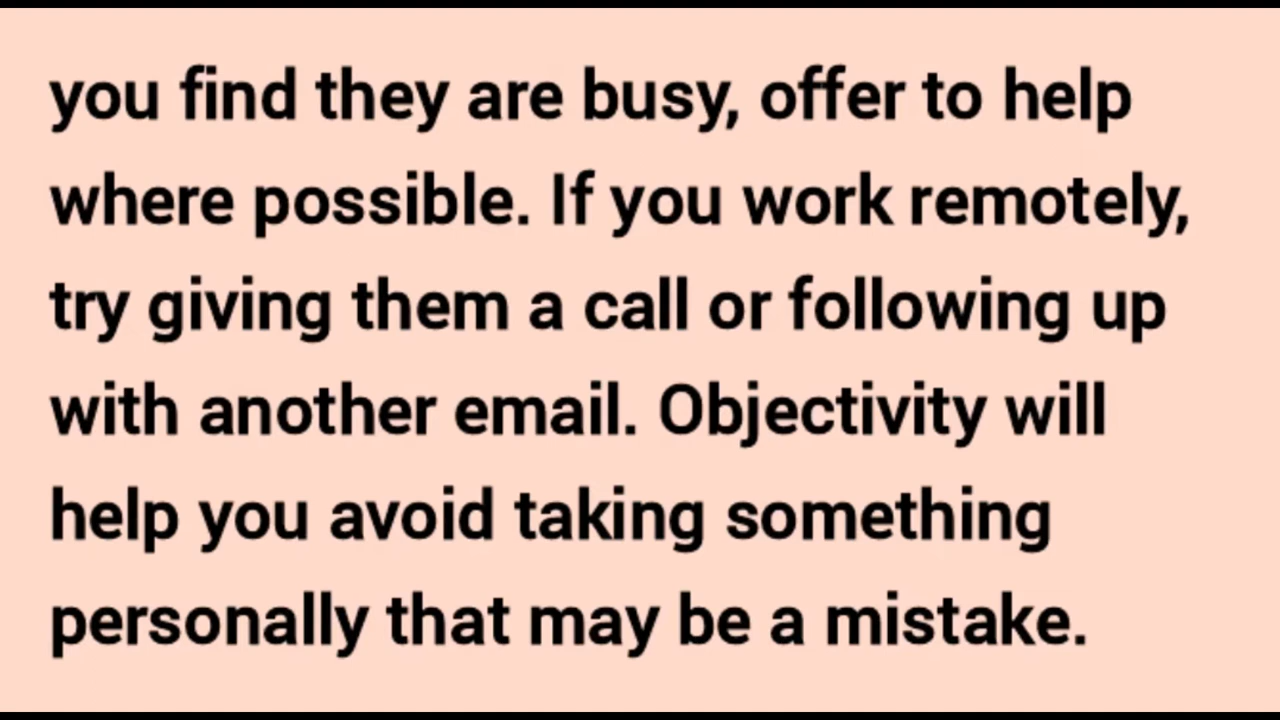 you find they are busy, offer to help
where possible. If you work remotely,
try giving them a call or following up
with another email. Objectivity will
help you avoid taking something
personally that may be a mistake.